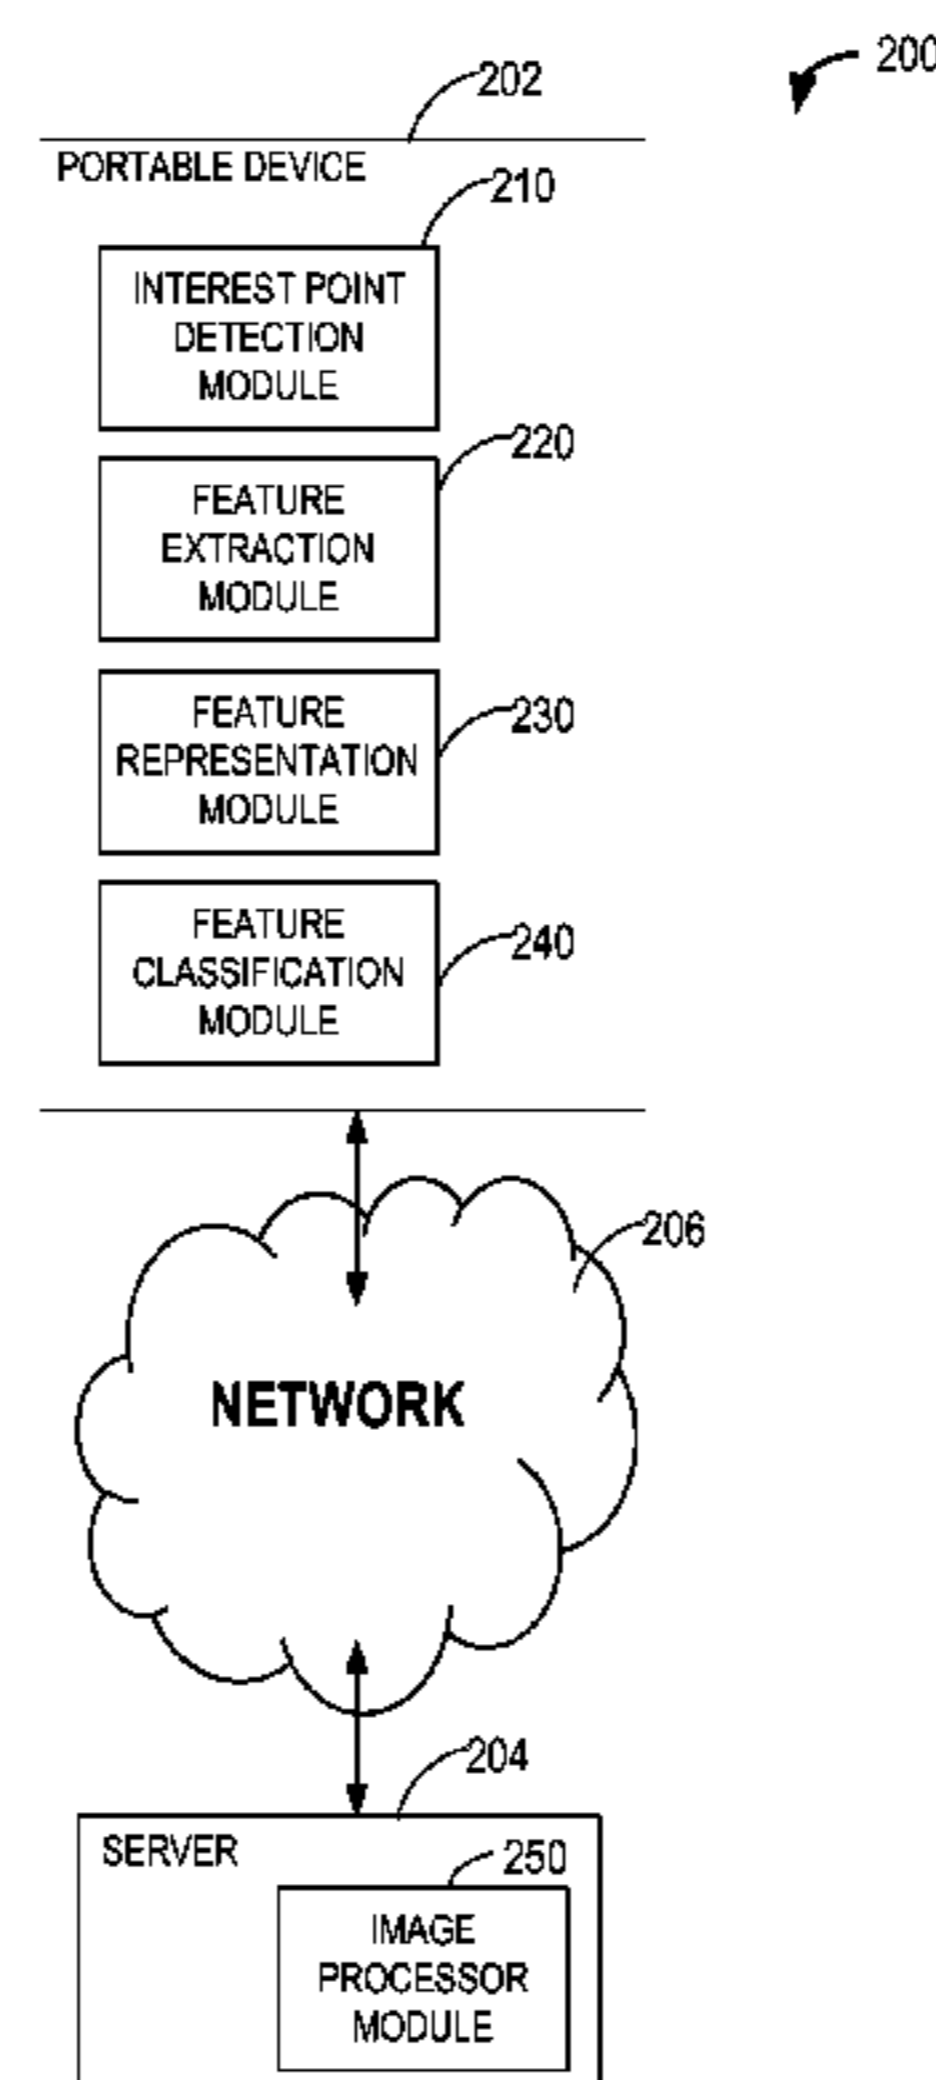 200
202
PORTABLE DEVICE
210
INTEREST POINT
DETECTION
MODULE
220
FEATURE
EXTRACTION
MODULE
230
FEATURE
REPRESENTATION
MODULE
240
FEATURE
CLASSIFICATION
MODULE
206
NETWORK
204
SERVER
250
IMAGE
PROCESSOR
MODULE